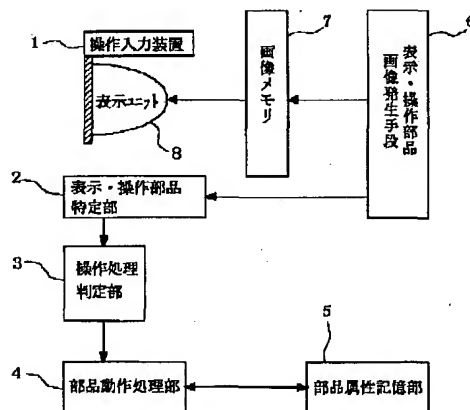 1
操作入力装置
表示ユニット
8
7
画像メモリ
6
表示・操作部品
画像発生手段
2
表示・操作部品
特定部
3
操作処理
判定部
4
部品動作処理部
5
部品属性記憶部